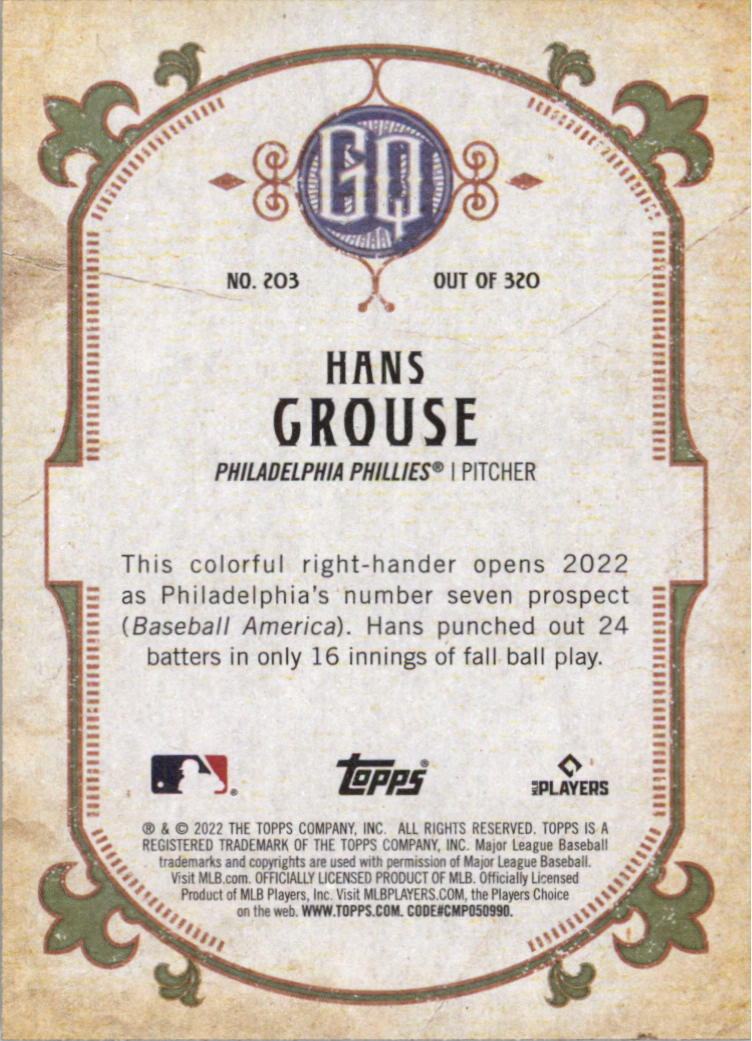 GQ
NO. 203 OUT OF 320
HANS
GROUSE
PHILADELPHIA PHILLIES® | PITCHER
This colorful right-hander opens 2022
as Philadelphia's number seven prospect
(Baseball America). Hans punched out 24
batters in only 16 innings of fall ball play.
topps®
MLB PLAYERS
® & © 2022 THE TOPPS COMPANY, INC. ALL RIGHTS RESERVED. TOPPS IS A
REGISTERED TRADEMARK OF THE TOPPS COMPANY, INC. Major League Baseball
trademarks and copyrights are used with permission of Major League Baseball.
Visit MLB.com. OFFICIALLY LICENSED PRODUCT OF MLB. Officially Licensed
Product of MLB Players, Inc. Visit MLBPLAYERS.COM, the Players Choice
on the web. WWW.TOPPS.COM. CODE#CMP050990.